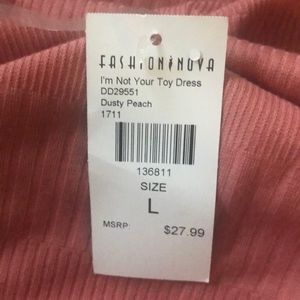 FASHIONNOVA
I'm Not Your Toy Dress
DD29551
Dusty Peach
1711
136811
SIZE
L
MSRP: $27.99